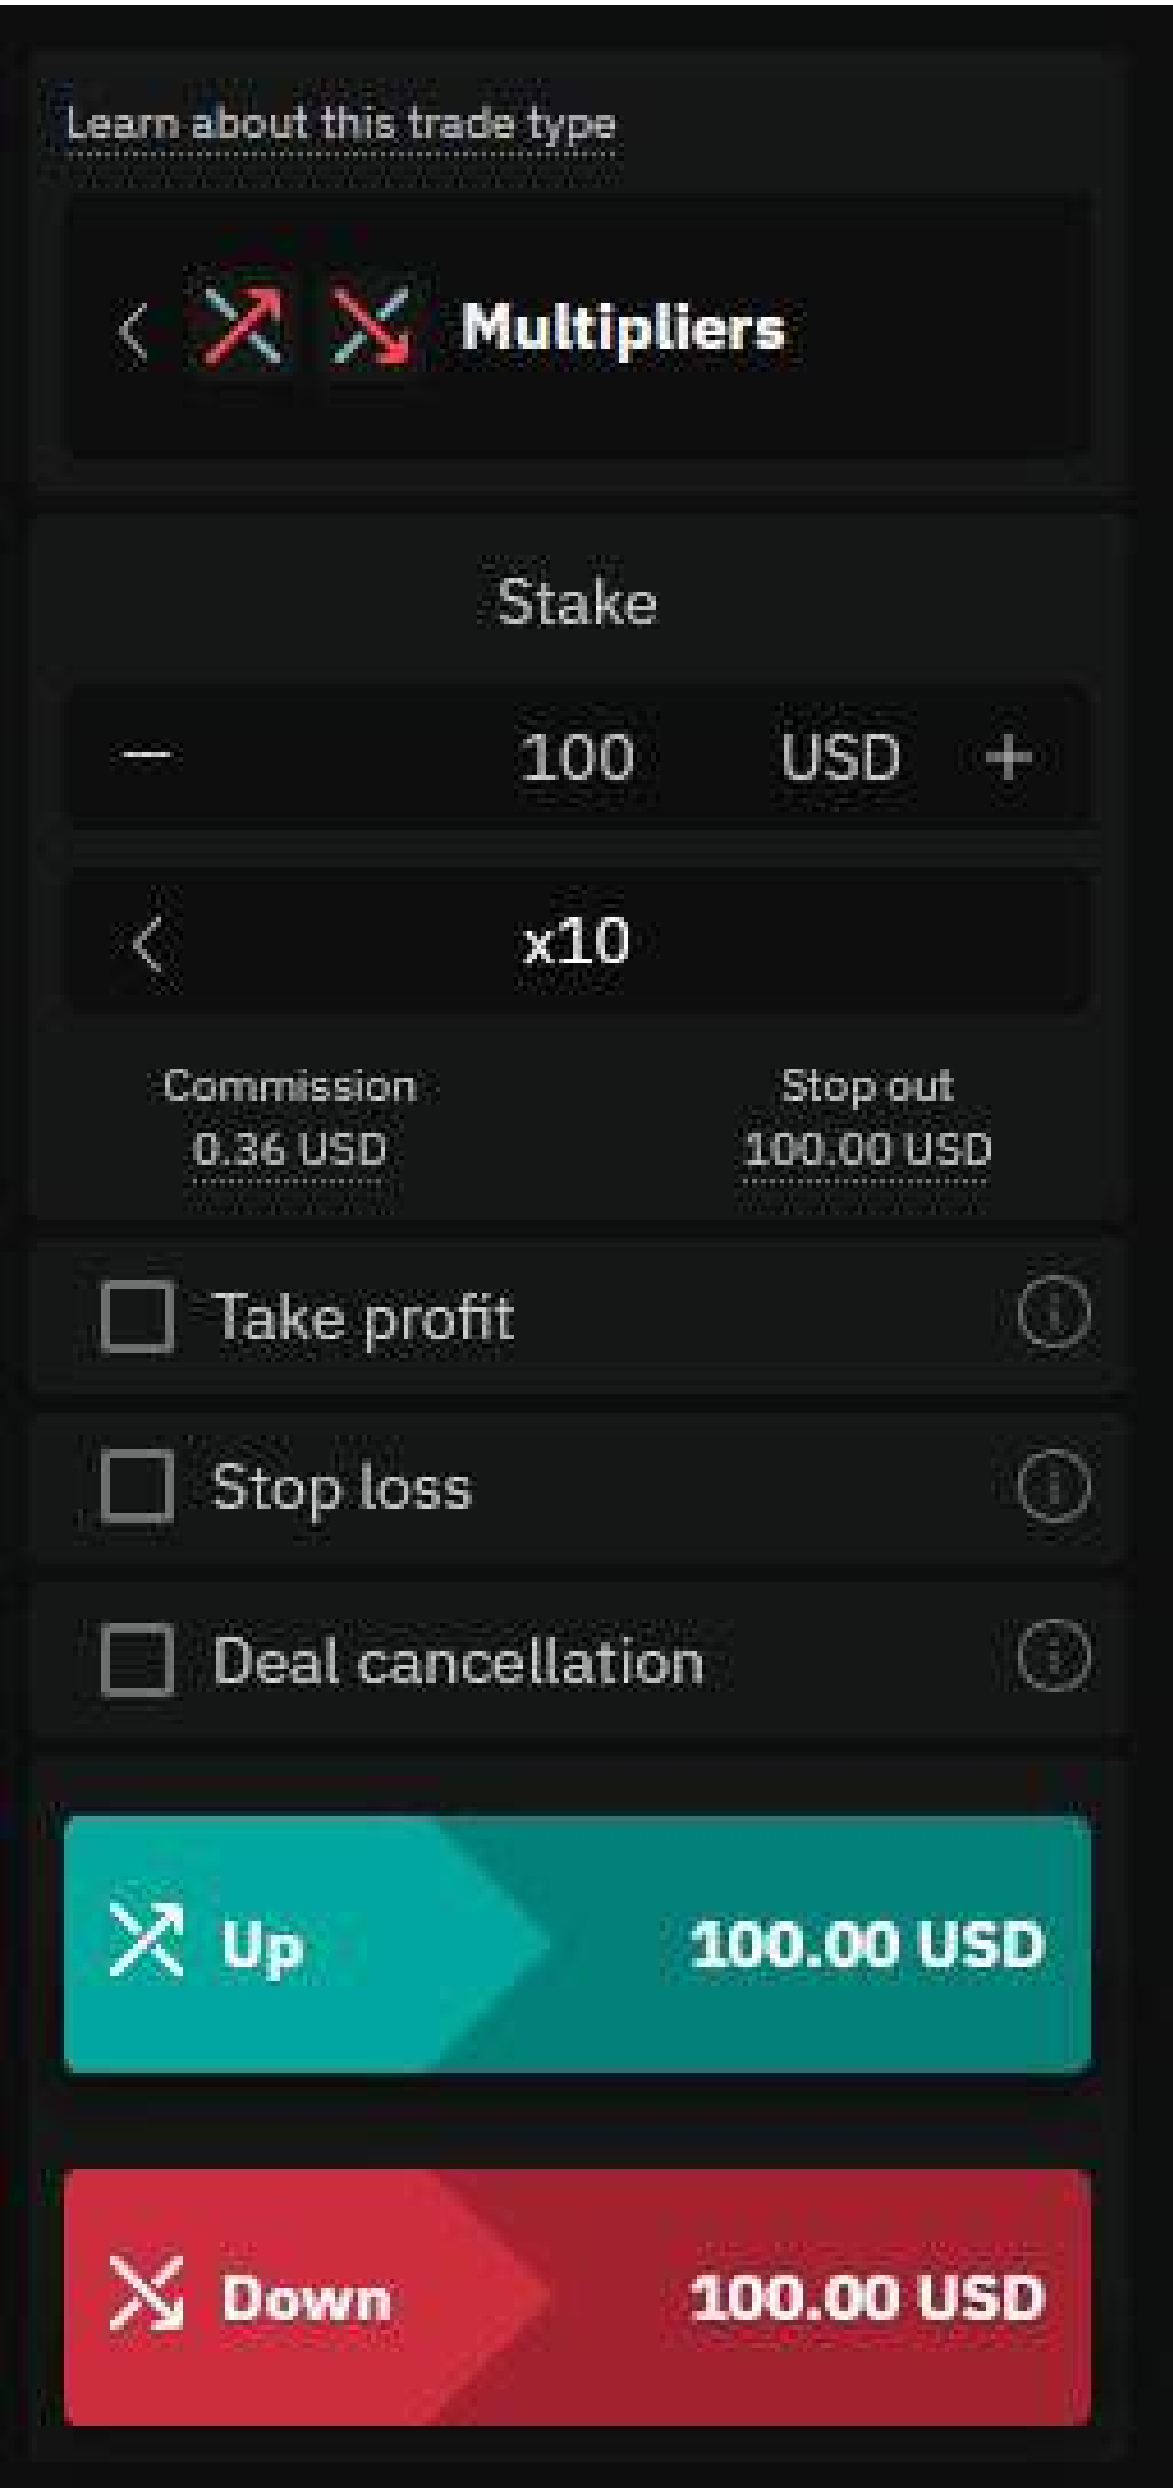 Learn about this trade type
Multipliers
Stake
100 USD
x10
Commission Stop out
0.36 USD 100.00 USD
Take profit
Stop loss
Deal cancellation
Up 100.00 USD
Down 100.00 USD